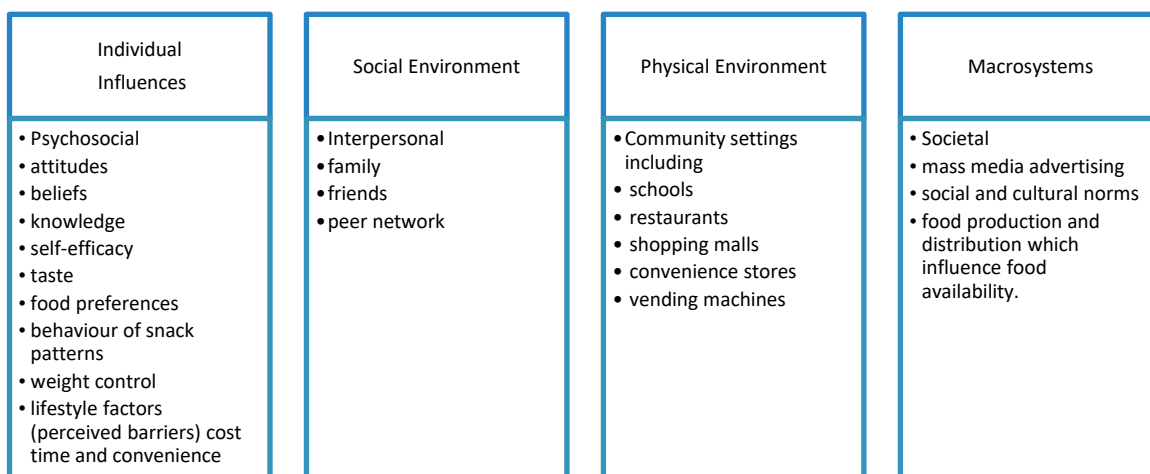 Individual
Influences
• Psychosocial
• attitudes
• beliefs
• knowledge
• self-efficacy
• taste
• food preferences
• behaviour of snack
patterns
• weight control
• lifestyle factors
(perceived barriers) cost
time and convenience
Social Environment
• Interpersonal
• family
• friends
• peer network
Physical Environment
• Community settings
including
• schools
• restaurants
• shopping malls
• convenience stores
• vending machines
Macrosystems
• Societal
• mass media advertising
• social and cultural norms
• food production and
distribution which
influence food
availability.